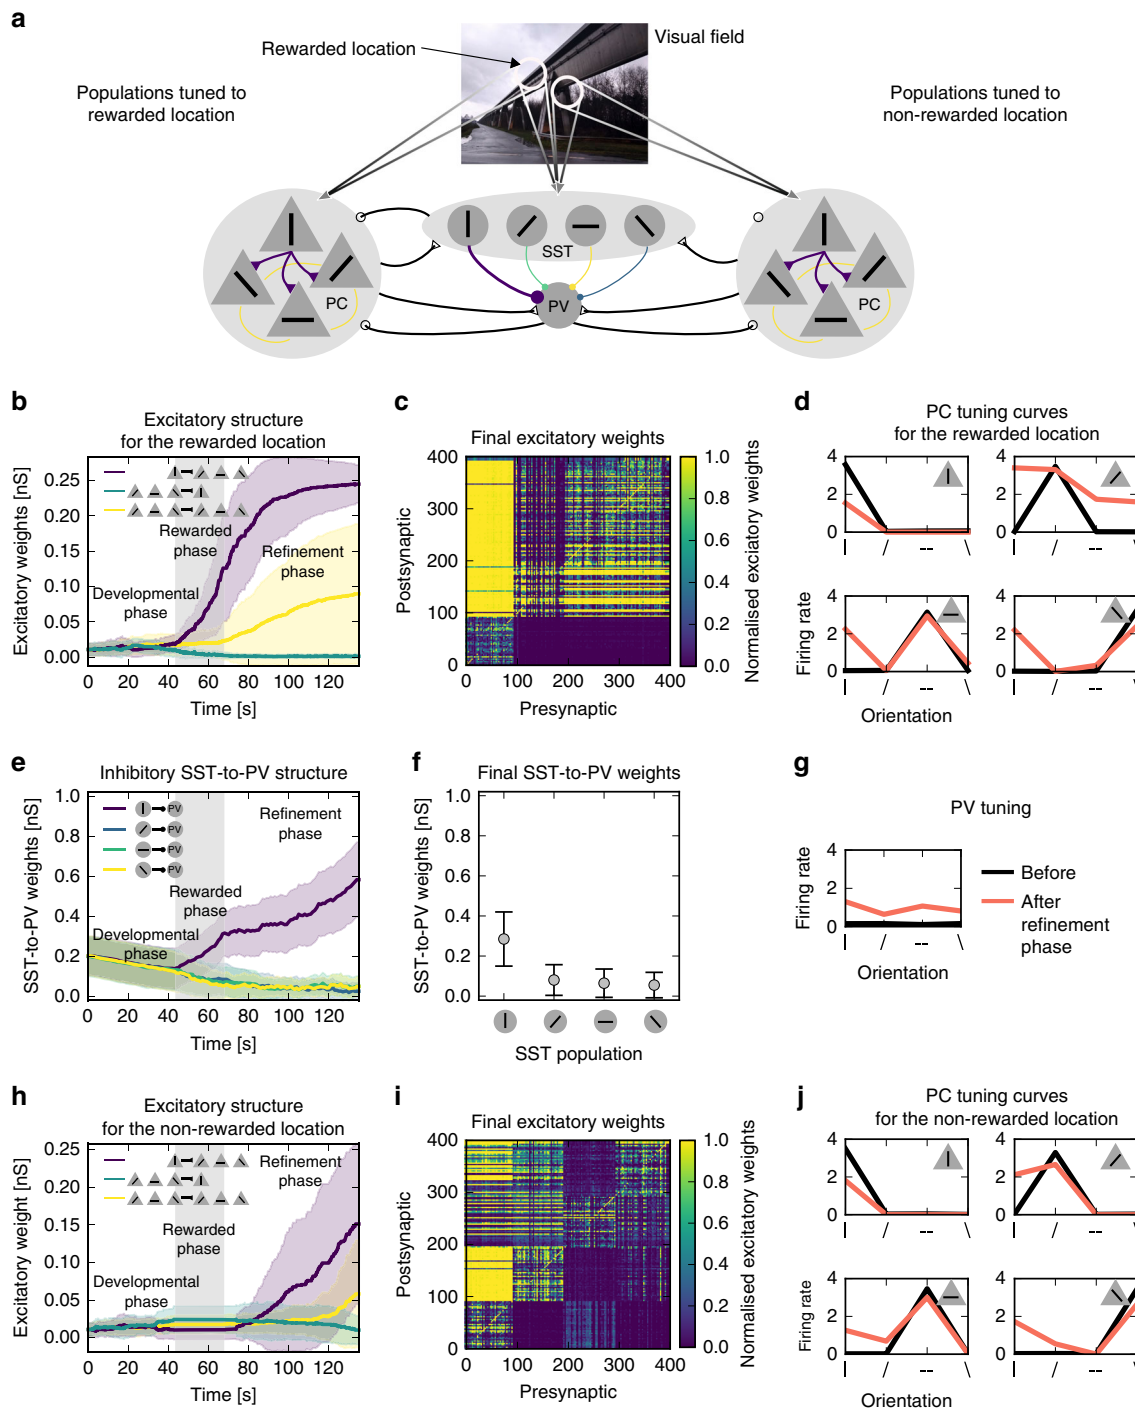 a
Rewarded location
Visual field
Populations tuned to
rewarded location
Populations tuned to
non-rewarded location
SST
PC
PV
PC
b
Excitatory structure
for the rewarded location
Excitatory weights [nS]
0.25
0.20
0.15
0.10
0.05
0.00
Rewarded
phase
Refinement
phase
Developmental
phase
0 20 40 60 80 100 120
Time [s]
c
Final excitatory weights
Postsynaptic
400
300
200
100
0
0 100 200 300 400
Presynaptic
1.0
0.8
0.6
0.4
0.2
0.0
Normalised exciatory weights
d
PC tuning curves
for the rewarded location
4
2
0
4
2
0
4
2
0
4
2
0
Firing rate
Orientation
e
Inhibitory SST-to-PV structure
SST-to-PV weights [nS]
1.0
0.8
0.6
0.4
0.2
0.0
PV
PV
PV
PV
Refinement
phase
Rewarded
phase
Developmental
phase
0 20 40 60 80 100 120
Time [s]
f
Final SST-to-PV weights
SST-to-PV weights [nS]
1.0
0.8
0.6
0.4
0.2
0.0
SST population
g
PV tuning
Firing rate
4
2
0
Orientation
Before
After
refinement
phase
h
Excitatory structure
for the non-rewarded location
Excitatory weight [nS]
0.25
0.20
0.15
0.10
0.05
0.00
Refinement
phase
Rewarded
phase
Developmental
phase
0 20 40 60 80 100 120
Time [s]
i
Final excitatory weights
Postsynaptic
400
300
200
100
0
0 100 200 300 400
Presynaptic
1.0
0.8
0.6
0.4
0.2
0.0
Normalised excitatory weights
j
PC tuning curves
for the non-rewarded location
4
2
0
4
2
0
4
2
0
4
2
0
Firing rate
Orientation